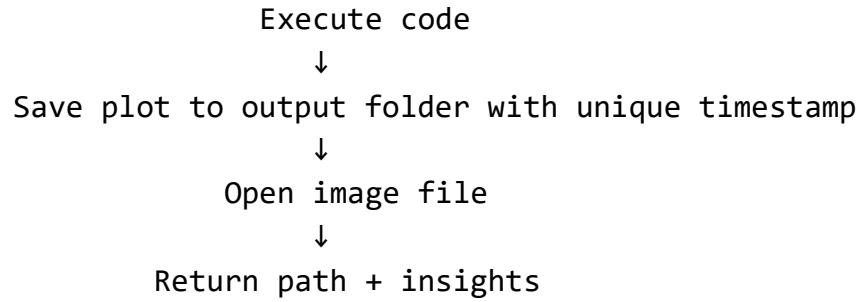 Execute code
↓
Save plot to output folder with unique timestamp
↓
Open image file
↓
Return path + insights